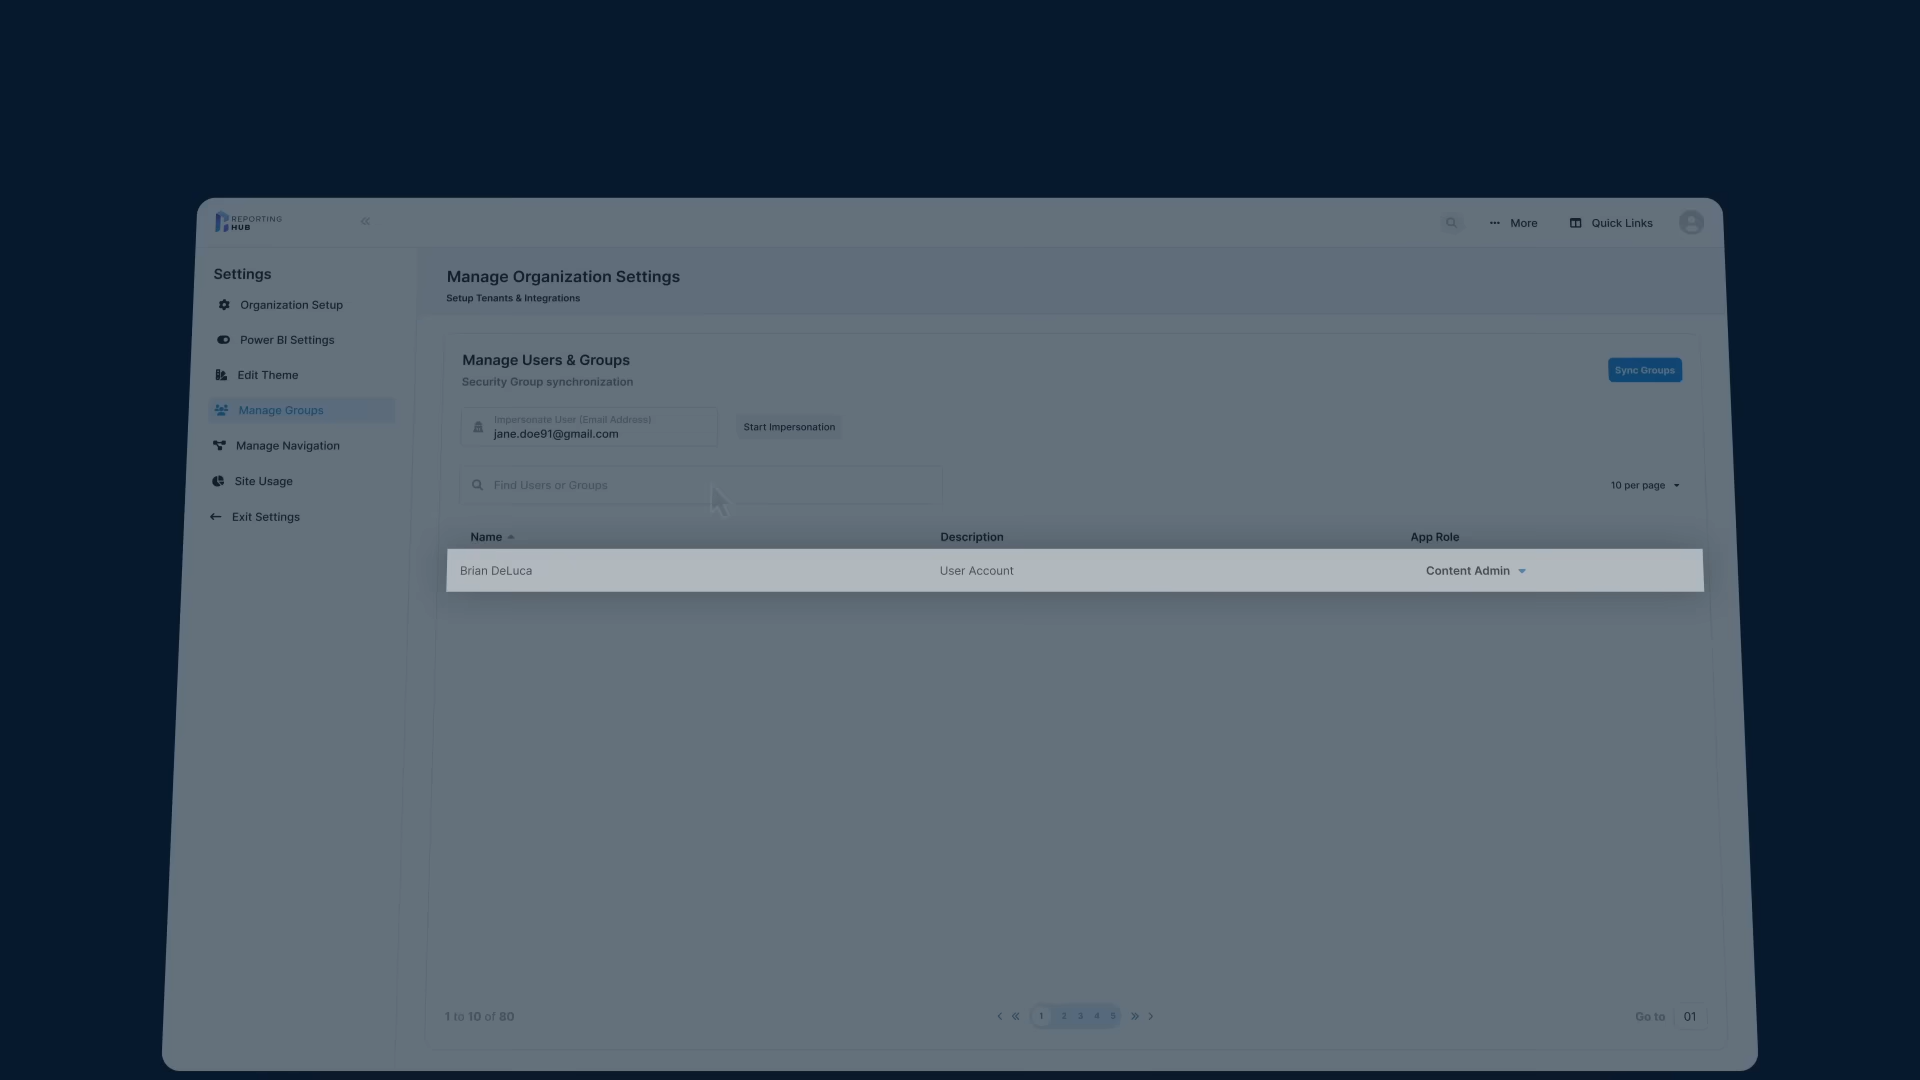 REPORTING
HUB
More
Quick Links
Settings
Organization Setup
Power BI Settings
Edit Theme
Manage Groups
Manage Navigation
Site Usage
Exit Settings
Manage Organization Settings
Setup Tenants & Integrations
Manage Users & Groups
Security Group synchronization
Sync Groups
Impersonate User (Email Address)
jane.doe91@gmail.com
Start Impersonation
Find Users or Groups
10 per page
Name Description App Role
Brian DeLuca User Account Content Admin
1 to 10 of 80
1 2 3 4 5
Go to 01